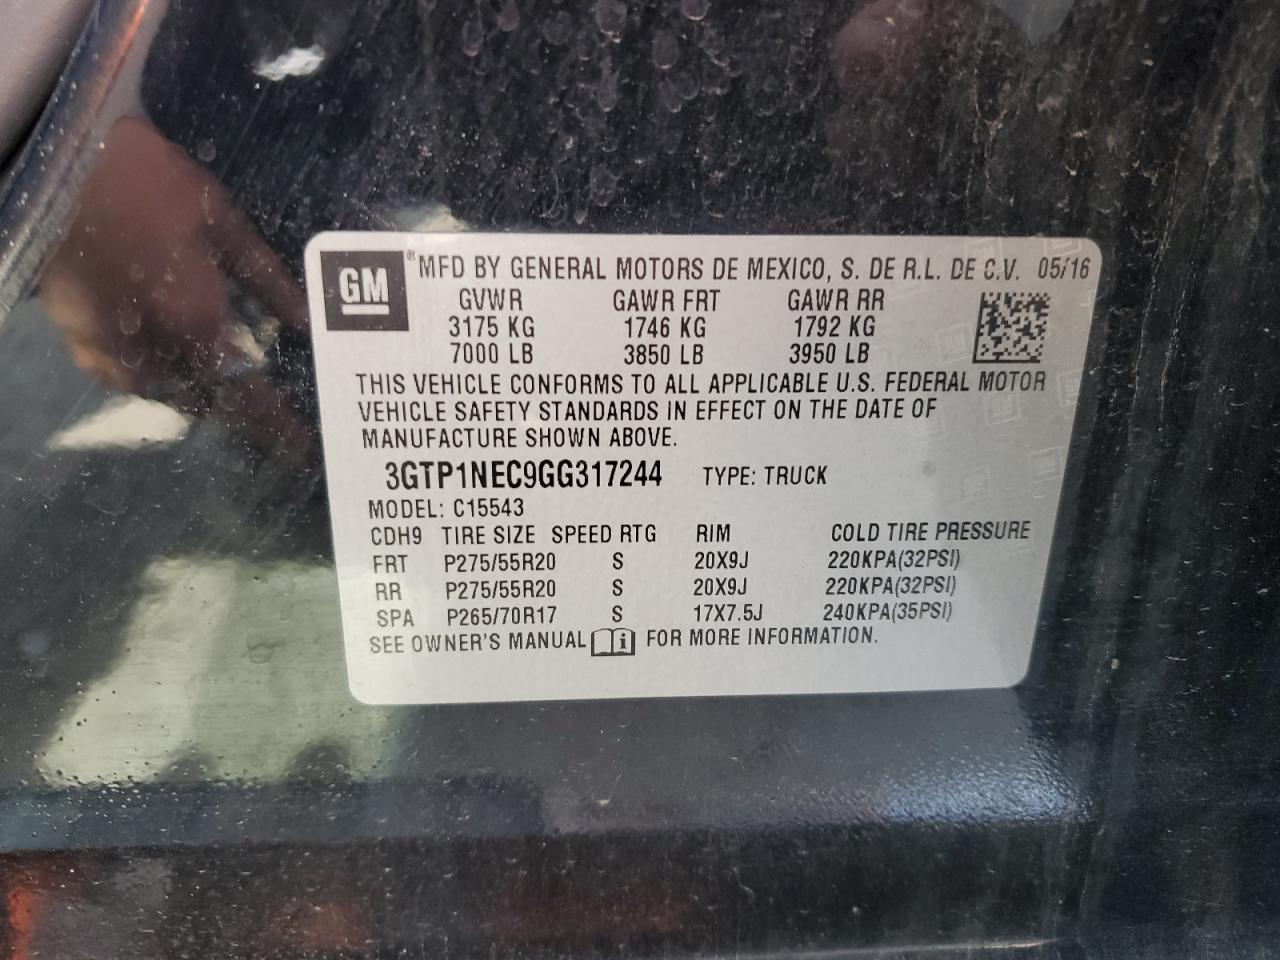 GM ® MFD BY GENERAL MOTORS DE MEXICO, S. DE R.L. DE C.V. 05/16
GVWR GAWR FRT GAWR RR
3175 KG 1746 KG 1792 KG
7000 LB 3850 LB 3950 LB
THIS VEHICLE CONFORMS TO ALL APPLICABLE U.S. FEDERAL MOTOR
VEHICLE SAFETY STANDARDS IN EFFECT ON THE DATE OF
MANUFACTURE SHOWN ABOVE.
3GTP1NEC9GG317244 TYPE: TRUCK
MODEL: C15543
CDH9 TIRE SIZE SPEED RTG RIM COLD TIRE PRESSURE
FRT P275/55R20 S 20X9J 220KPA(32PSI)
RR P275/55R20 S 20X9J 220KPA(32PSI)
SPA P265/70R17 S 17X7.5J 240KPA(35PSI)
SEE OWNER'S MANUAL i FOR MORE INFORMATION.